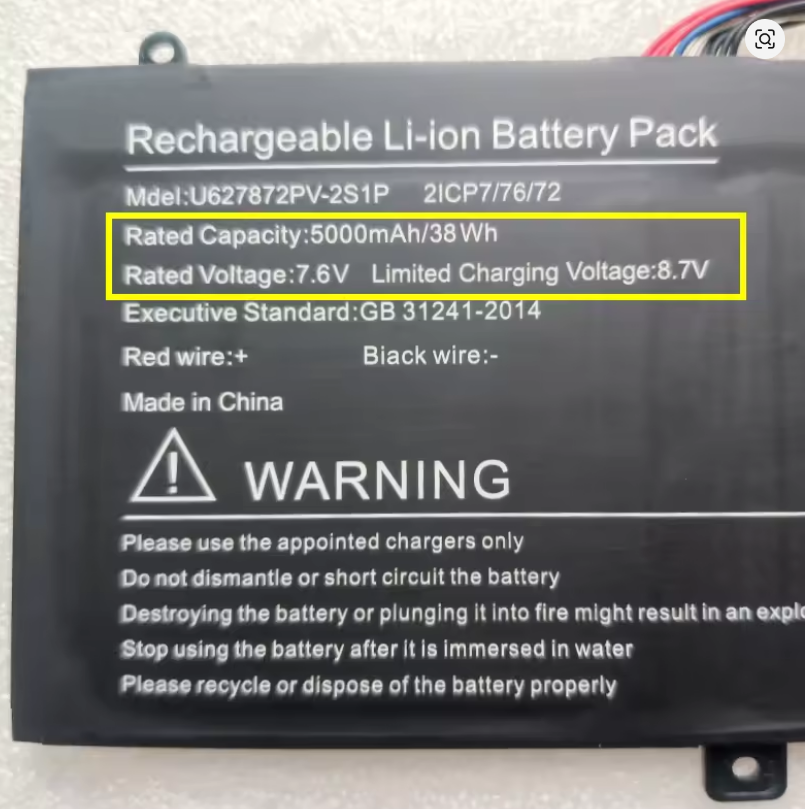 Rechargeable Li-ion Battery Pack
Mdel:U627872PV-2S1P 2ICP7/76/72
Rated Capacity:5000mAh/38Wh
Rated Voltage:7.6V Limited Charging Voltage:8.7V
Executive Standard:GB 31241-2014
Red wire:+ Biack wire:-
Made in China
WARNING
Please use the appointed chargers only
Do not dismantle or short circuit the battery
Destroying the battery or plunging it into fire might result in an
Stop using the battery after it is immersed in water
Please recycle or dispose of the battery properly